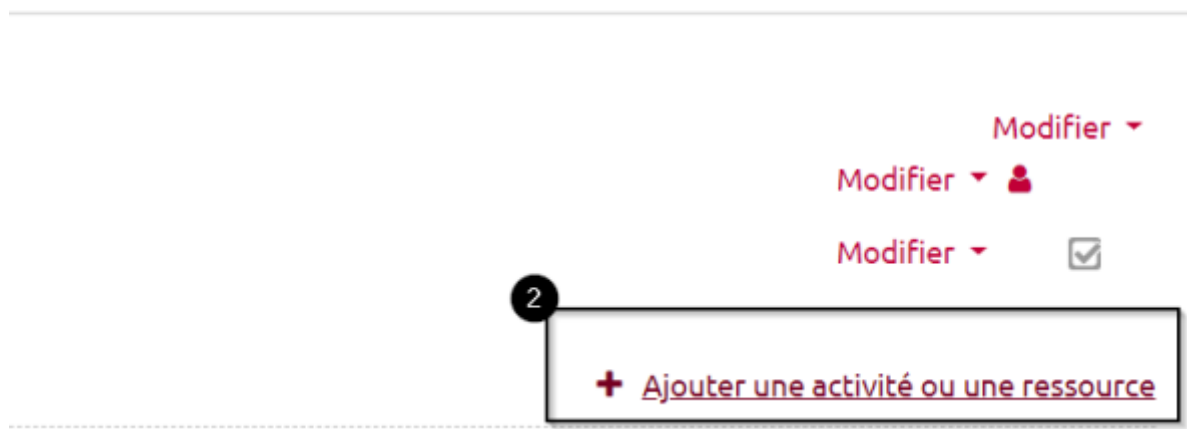 Modifier
Modifier
Modifier
2
+ Ajouter une activité ou une ressource